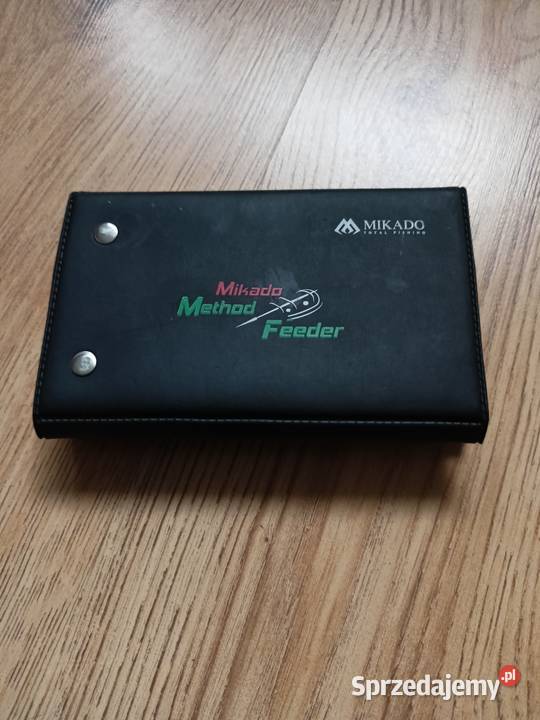 MIKADO
TOTAL FISHING
Mikado
Method
Feeder
Sprzedajemy.pl